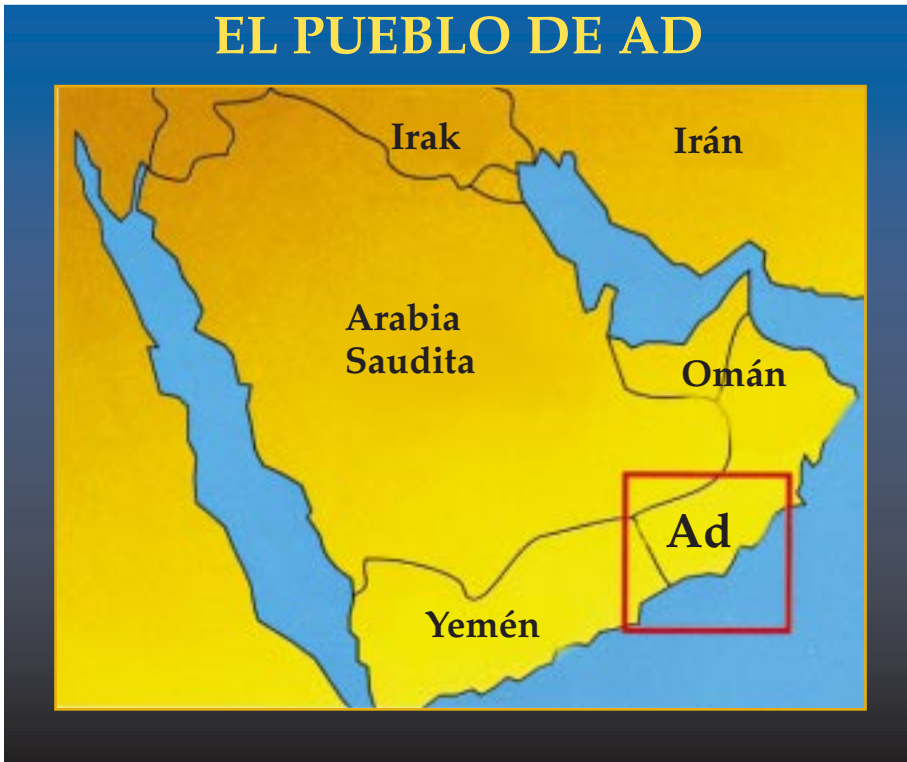 EL PUEBLO DE AD
Irak
Irán
Arabia
Saudita
Omán
Ad
Yemén